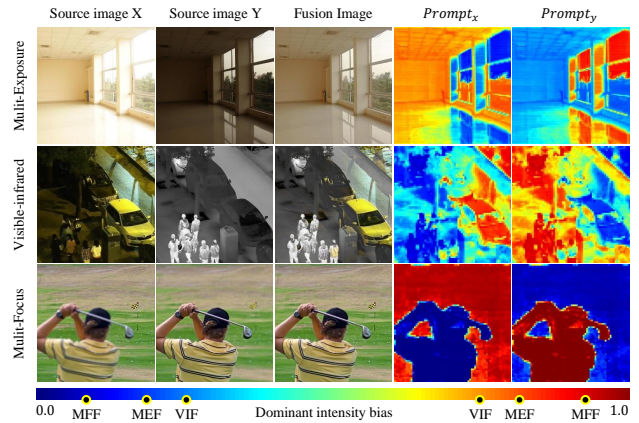 Source image X Source image Y Fusion Image Prompt_x Prompt_y
Mulit-Exposure
Visible-infrared
Mulit-Focus
0.0 MFF MEF VIF Dominant intensity bias VIF MEF MFF 1.0